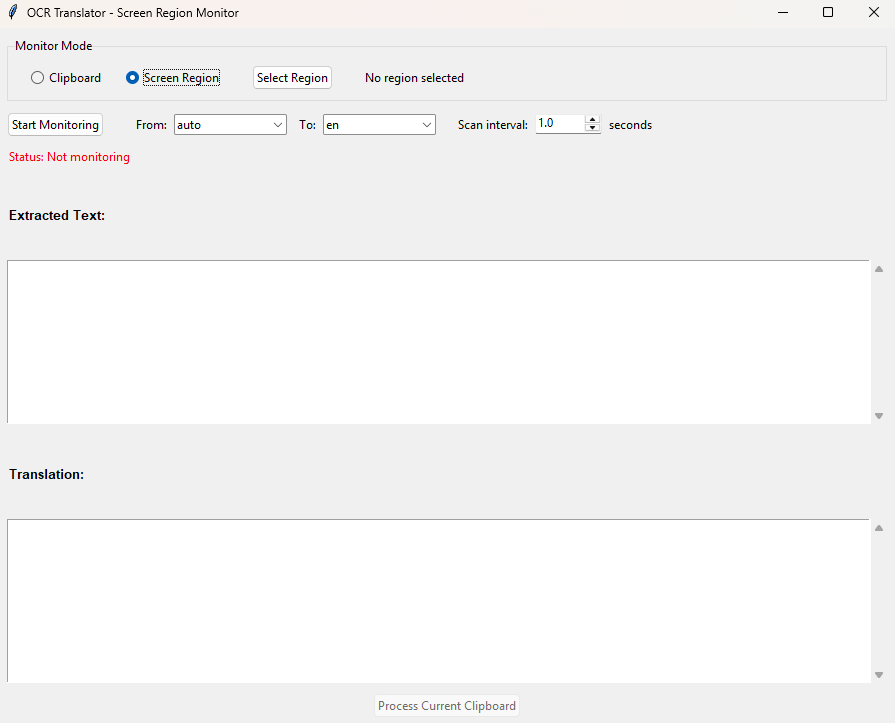 OCR Translator - Screen Region Monitor
Monitor Mode
Clipboard Screen Region Select Region No region selected
Start Monitoring From: auto To: en Scan interval: 1.0 seconds
Status: Not monitoring
Extracted Text:
Translation:
Process Current Clipboard